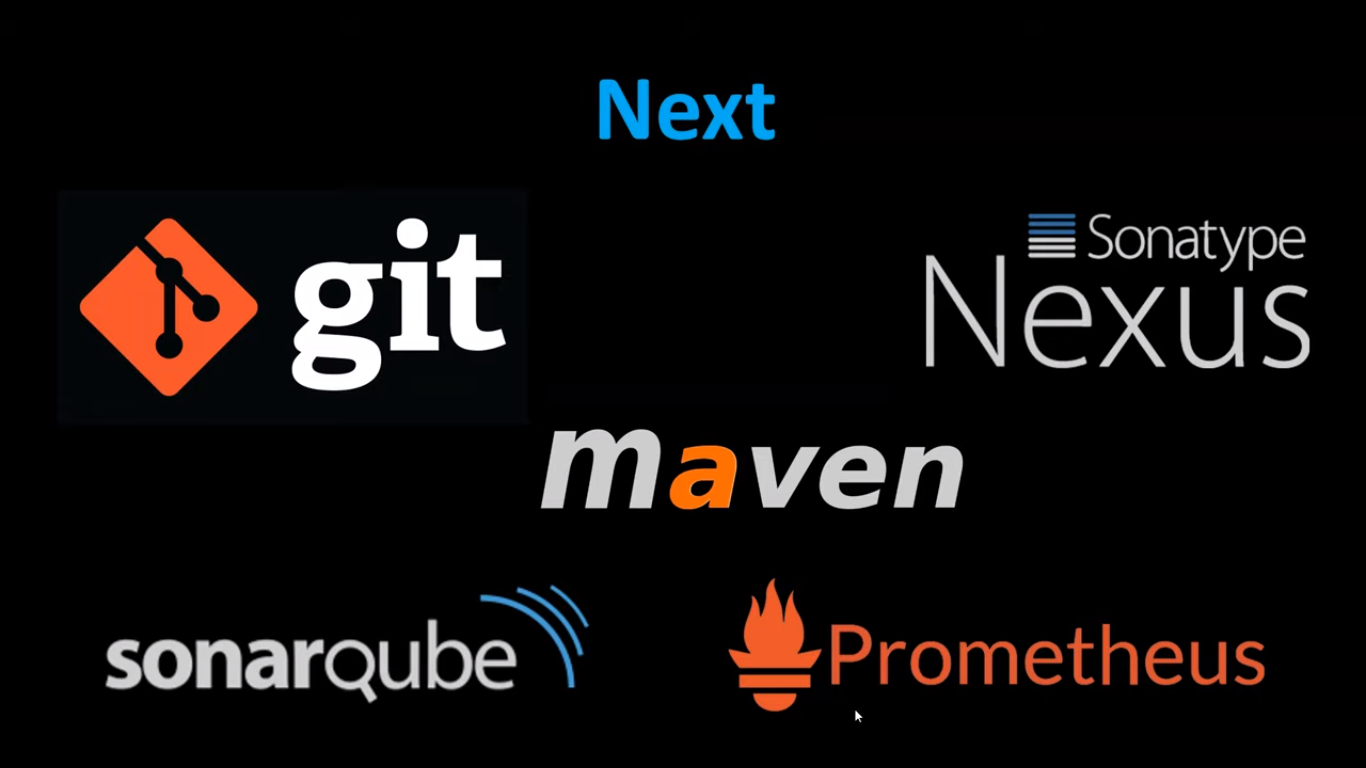 Next
git
Sonatype
Nexus
maven
sonarqube
Prometheus